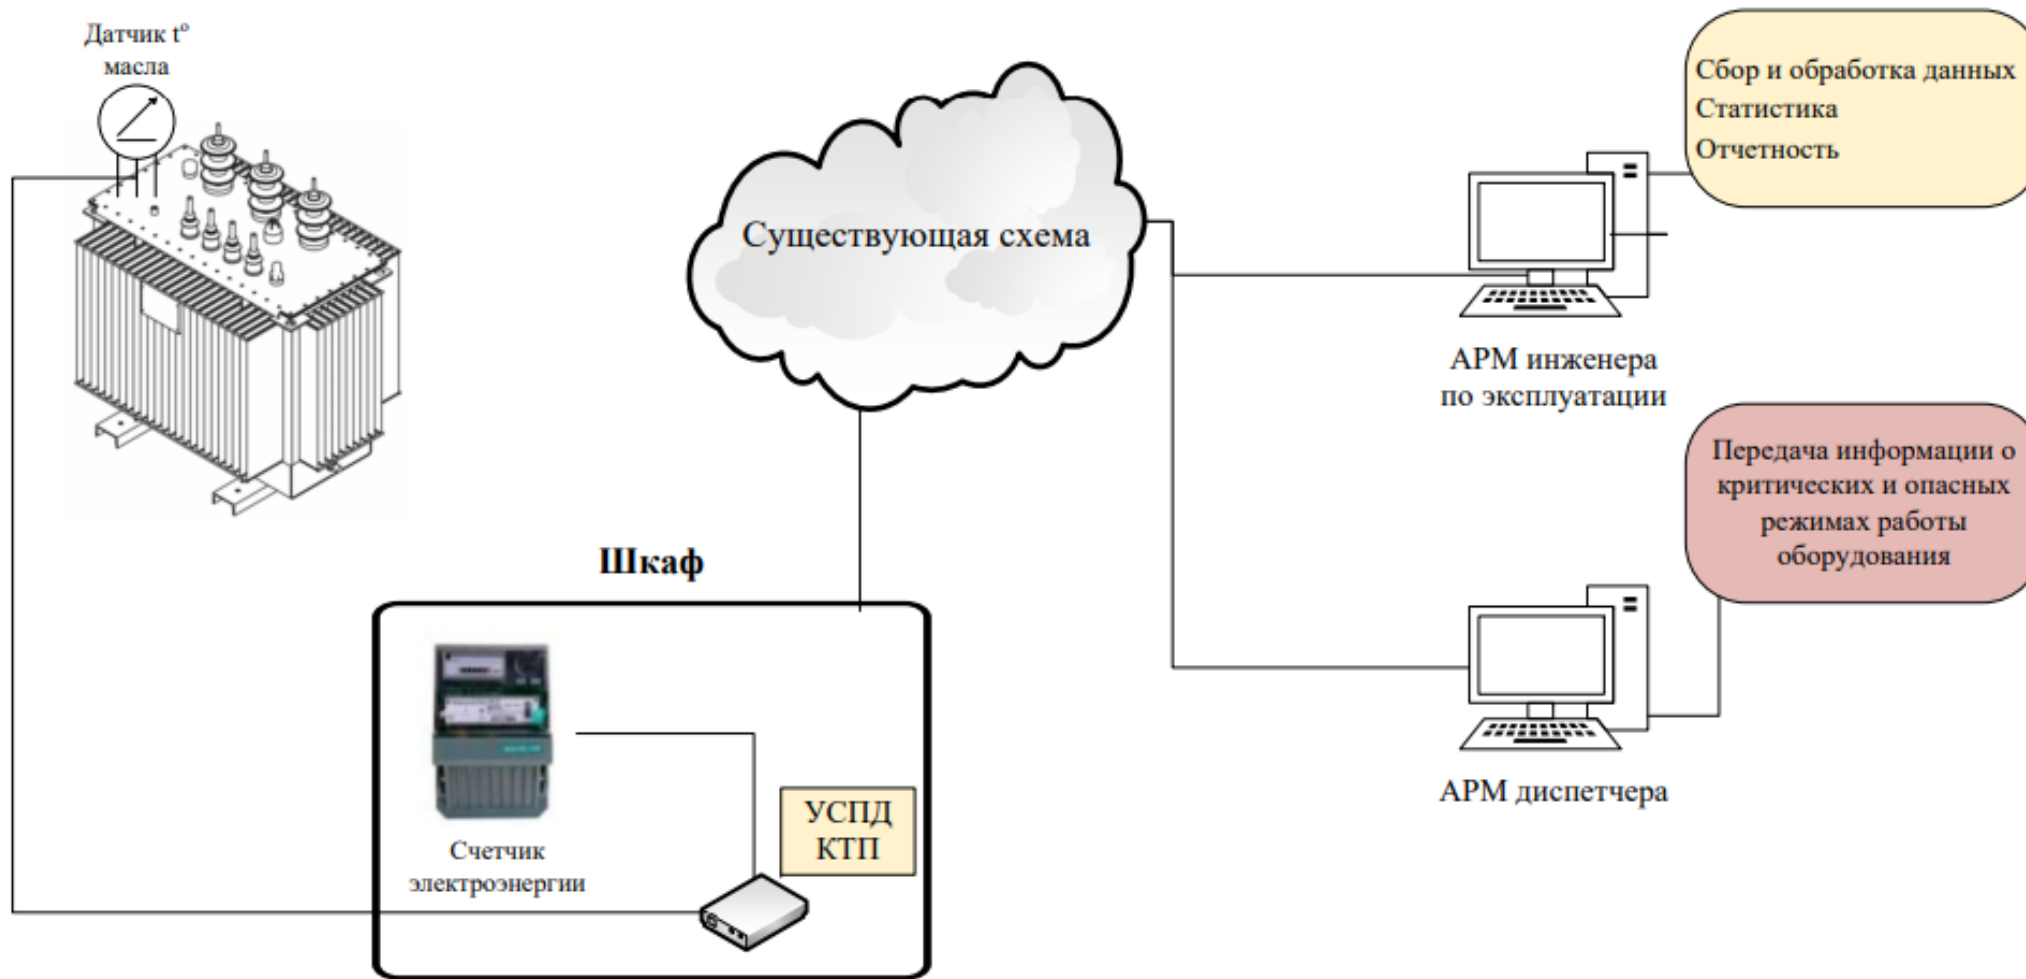 Датчик t°
масла
Существующая схема
Сбор и обработка данных
Статистика
Отчетность
АРМ инженера
по эксплуатации
Передача информации о
критических и опасных
режимах работы
оборудования
АРМ диспетчера
Шкаф
Счетчик
электроэнергии
УСПД
КТП